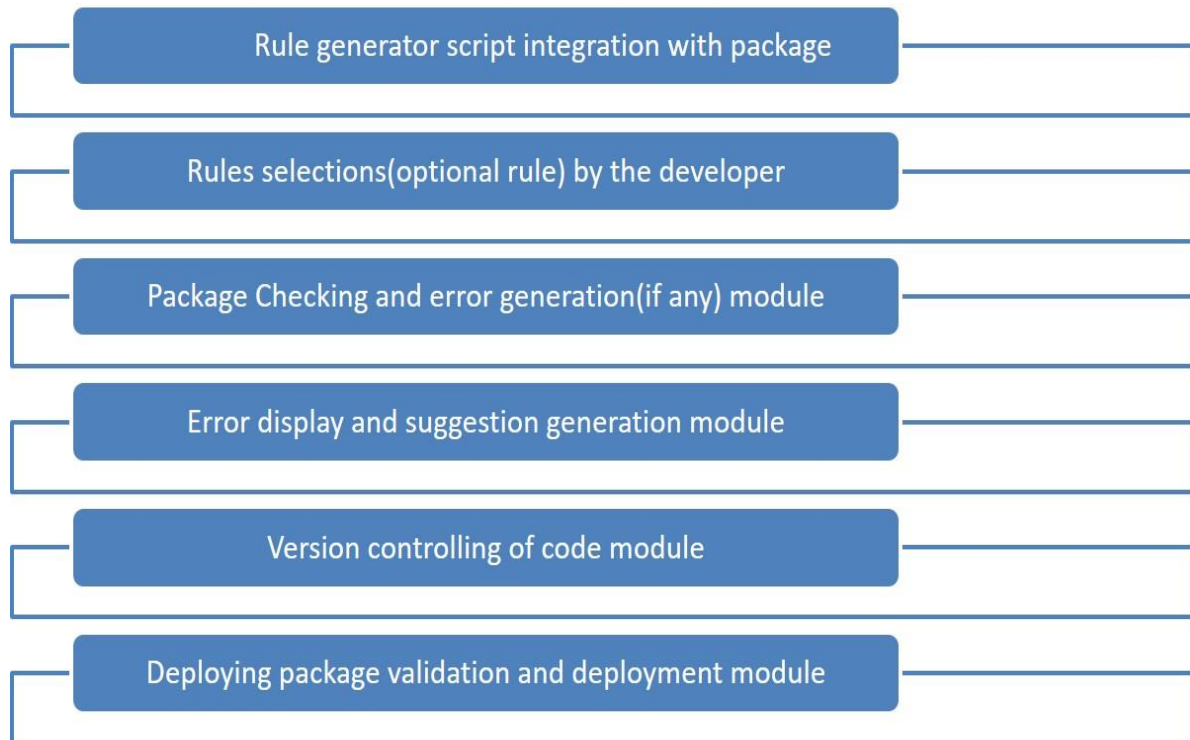 Rule generator script integration with package
Rules selections(optional rule) by the developer
Package Checking and error generation(if any) module
Error display and suggestion generation module
Version controlling of code module
Deploying package validation and deployment module